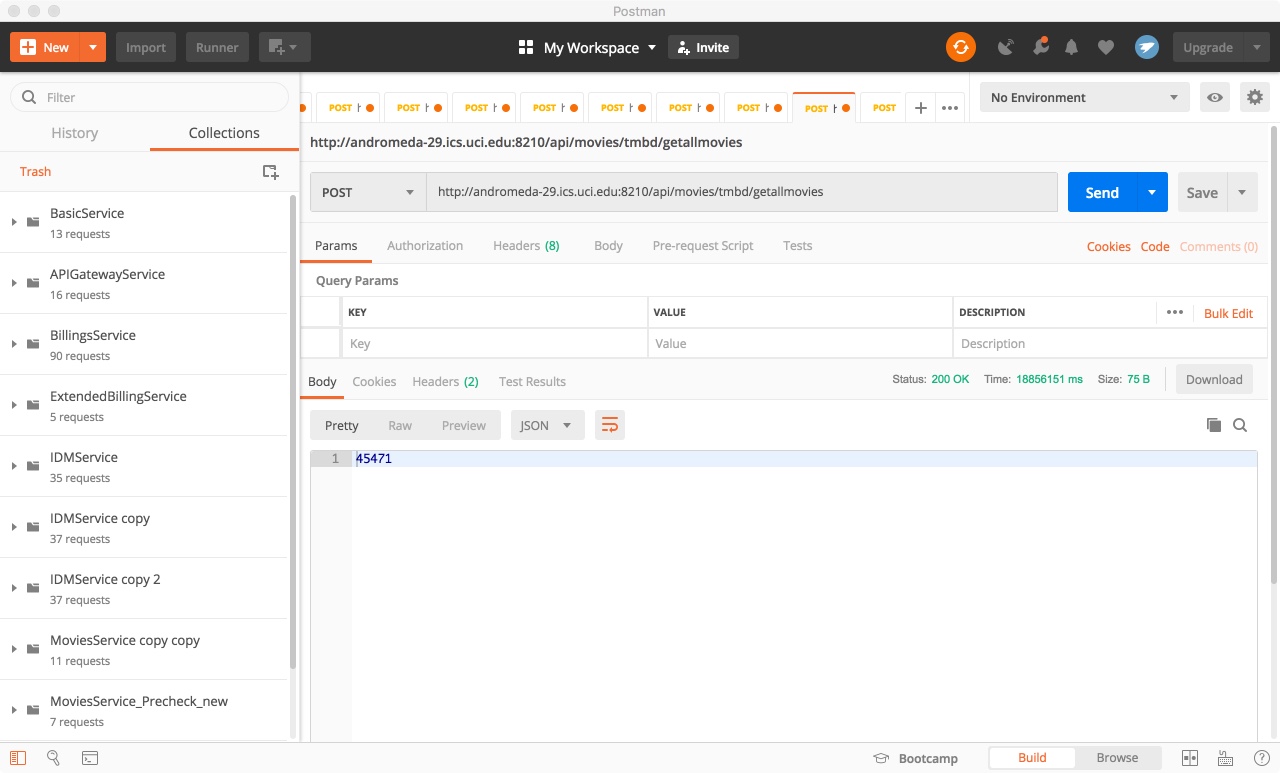 Postman
New
Import
Runner
My Workspace
Invite
Upgrade
Filter
History
Collections
Trash
BasicService
13 requests
APIGatewayService
16 requests
BillingsService
90 requests
ExtendedBillingService
5 requests
IDMService
35 requests
IDMService copy
37 requests
IDMService copy 2
37 requests
MoviesService copy copy
11 requests
MoviesService_Precheck_new
7 requests
POST POST POST POST POST POST POST POST POST
No Environment
http://andromeda-29.ics.uci.edu:8210/api/movies/tmbd/getallmovies
POST
http://andromeda-29.ics.uci.edu:8210/api/movies/tmbd/getallmovies
Send
Save
Params Authorization Headers (8) Body Pre-request Script Tests
Cookies Code Comments (0)
Query Params
KEY VALUE DESCRIPTION
Bulk Edit
Key Value Description
Body Cookies Headers (2) Test Results
Status: 200 OK Time: 18856151 ms Size: 75 B
Download
Pretty Raw Preview
JSON
1 45471
Bootcamp
Build
Browse